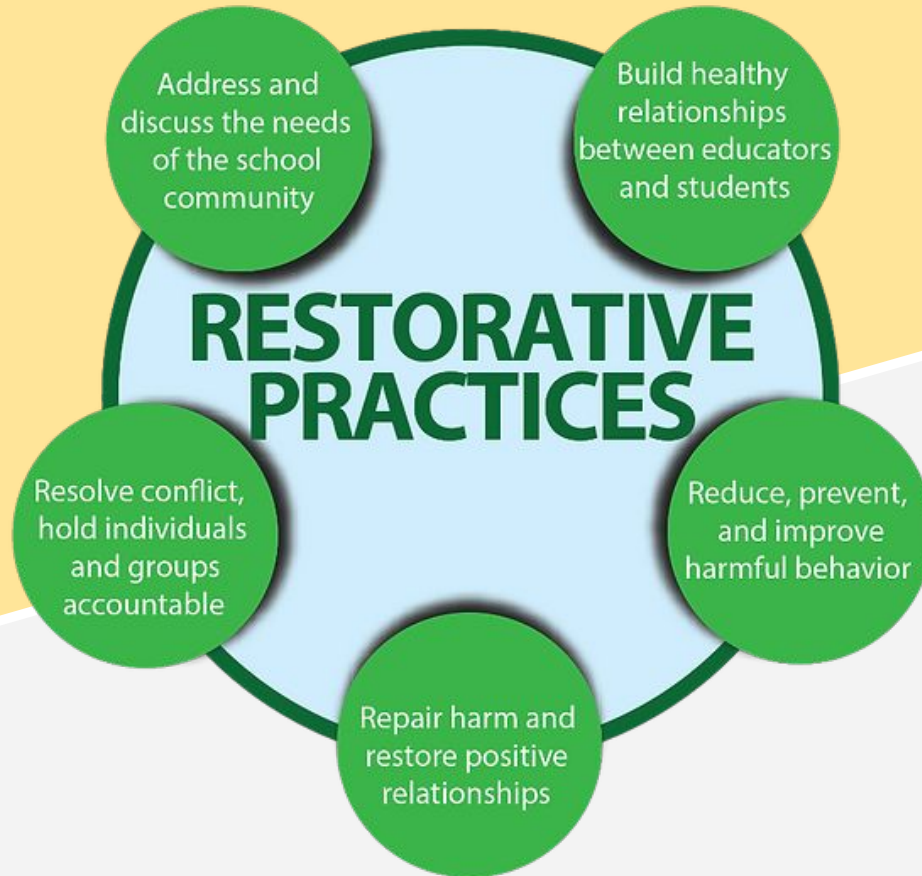 Address and
discuss the needs
of the school
community
Build healthy
relationships
between educators
and students
RESTORATIVE
PRACTICES
Resolve conflict,
hold individuals
and groups
accountable
Reduce, prevent,
and improve
harmful behavior
Repair harm and
restore positive
relationships